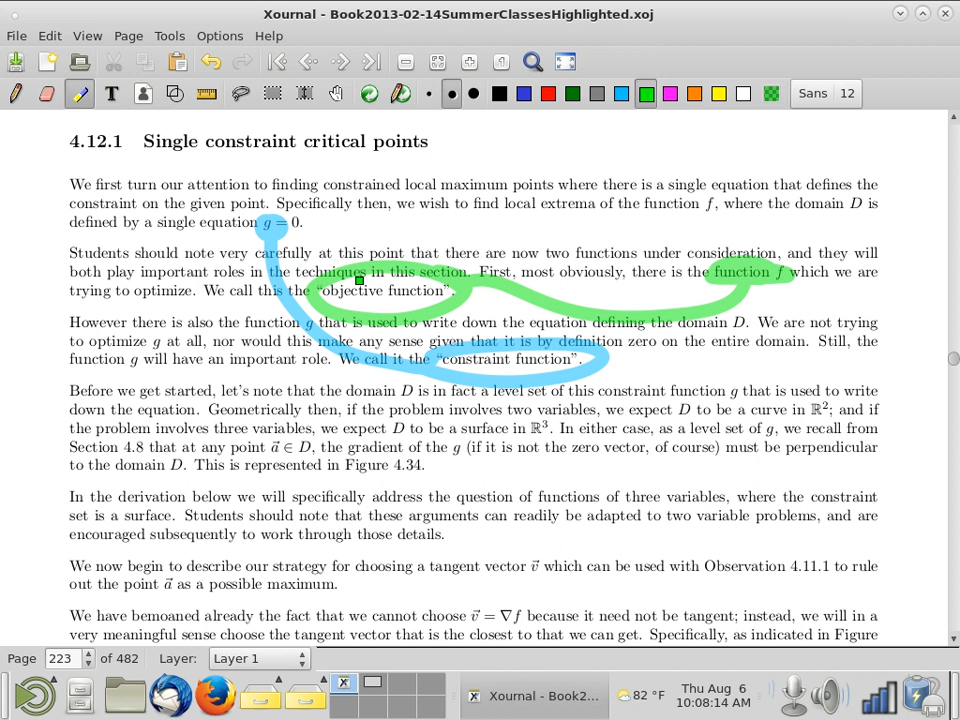 Xournal - Book2013-02-14SummerClassesHighlighted.xoj
File Edit View Page Tools Options Help
T Sans 12
4.12.1 Single constraint critical points
We first turn our attention to finding constrained local maximum points where there is a single equation that defines the
constraint on the given point. Specifically then, we wish to find local extrema of the function f, where the domain D is
defined by a single equation g = 0.
Students should note very carefully at this point that there are now two functions under consideration, and they will
both play important roles in the techniques in this section. First, most obviously, there is the function f which we are
trying to optimize. We call this the “objective function”.
However there is also the function g that is used to write down the equation defining the domain D. We are not trying
to optimize g at all, nor would this make any sense given that it is by definition zero on the entire domain. Still, the
function g will have an important role. We call it the “constraint function”.
Before we get started, let’s note that the domain D is in fact a level set of this constraint function g that is used to write
down the equation. Geometrically then, if the problem involves two variables, we expect D to be a curve in ℝ²; and if
the problem involves three variables, we expect D to be a surface in ℝ³. In either case, as a level set of g, we recall from
Section 4.8 that at any point a⃗ ∈ D, the gradient of the g (if it is not the zero vector, of course) must be perpendicular
to the domain D. This is represented in Figure 4.34.
In the derivation below we will specifically address the question of functions of three variables, where the constraint
set is a surface. Students should note that these arguments can readily be adapted to two variable problems, and are
encouraged subsequently to work through those details.
We now begin to describe our strategy for choosing a tangent vector v⃗ which can be used with Observation 4.11.1 to rule
out the point a⃗ as a possible maximum.
We have bemoaned already the fact that we cannot choose v⃗ = ∇f because it need not be tangent; instead, we will in a
very meaningful sense choose the tangent vector that is the closest to that we can get. Specifically, as indicated in Figure
Page 223 of 482 Layer: Layer 1
Xournal - Book2... 82 °F Thu Aug 6
10:08:14 AM